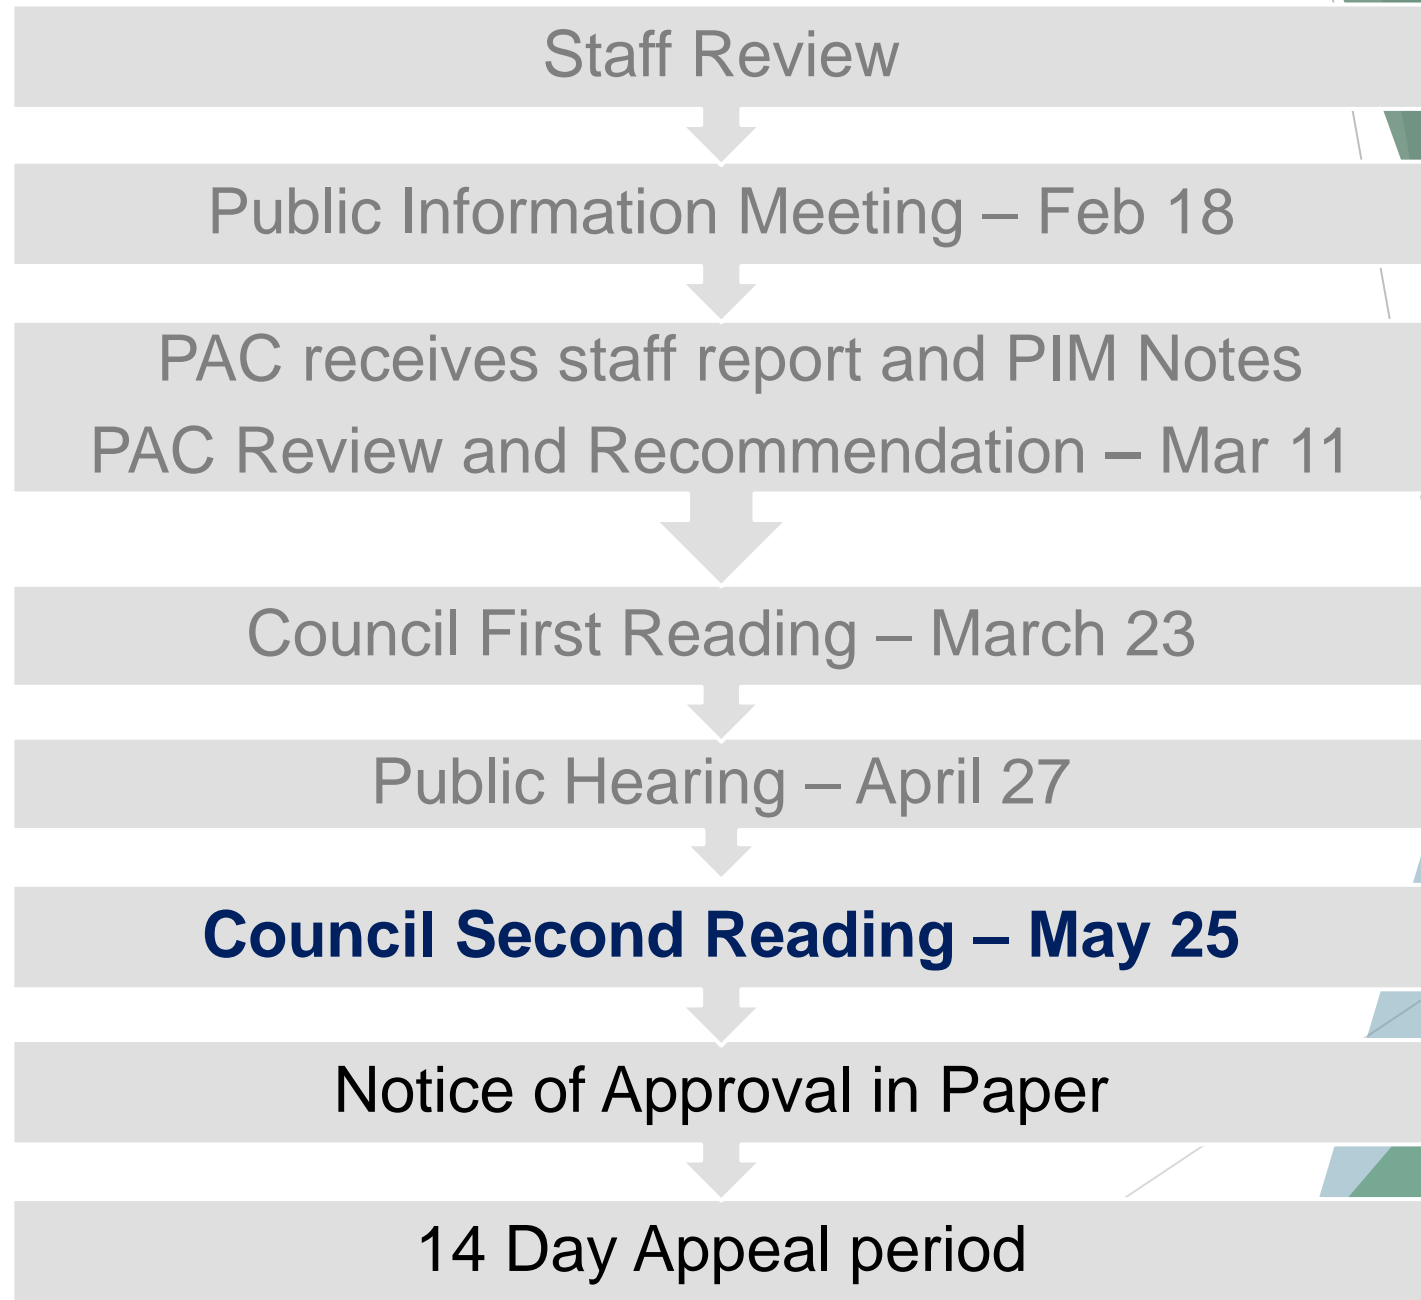 Staff Review
Public Information Meeting – Feb 18
PAC receives staff report and PIM Notes
PAC Review and Recommendation – Mar 11
Council First Reading – March 23
Public Hearing – April 27
Council Second Reading – May 25
Notice of Approval in Paper
14 Day Appeal period